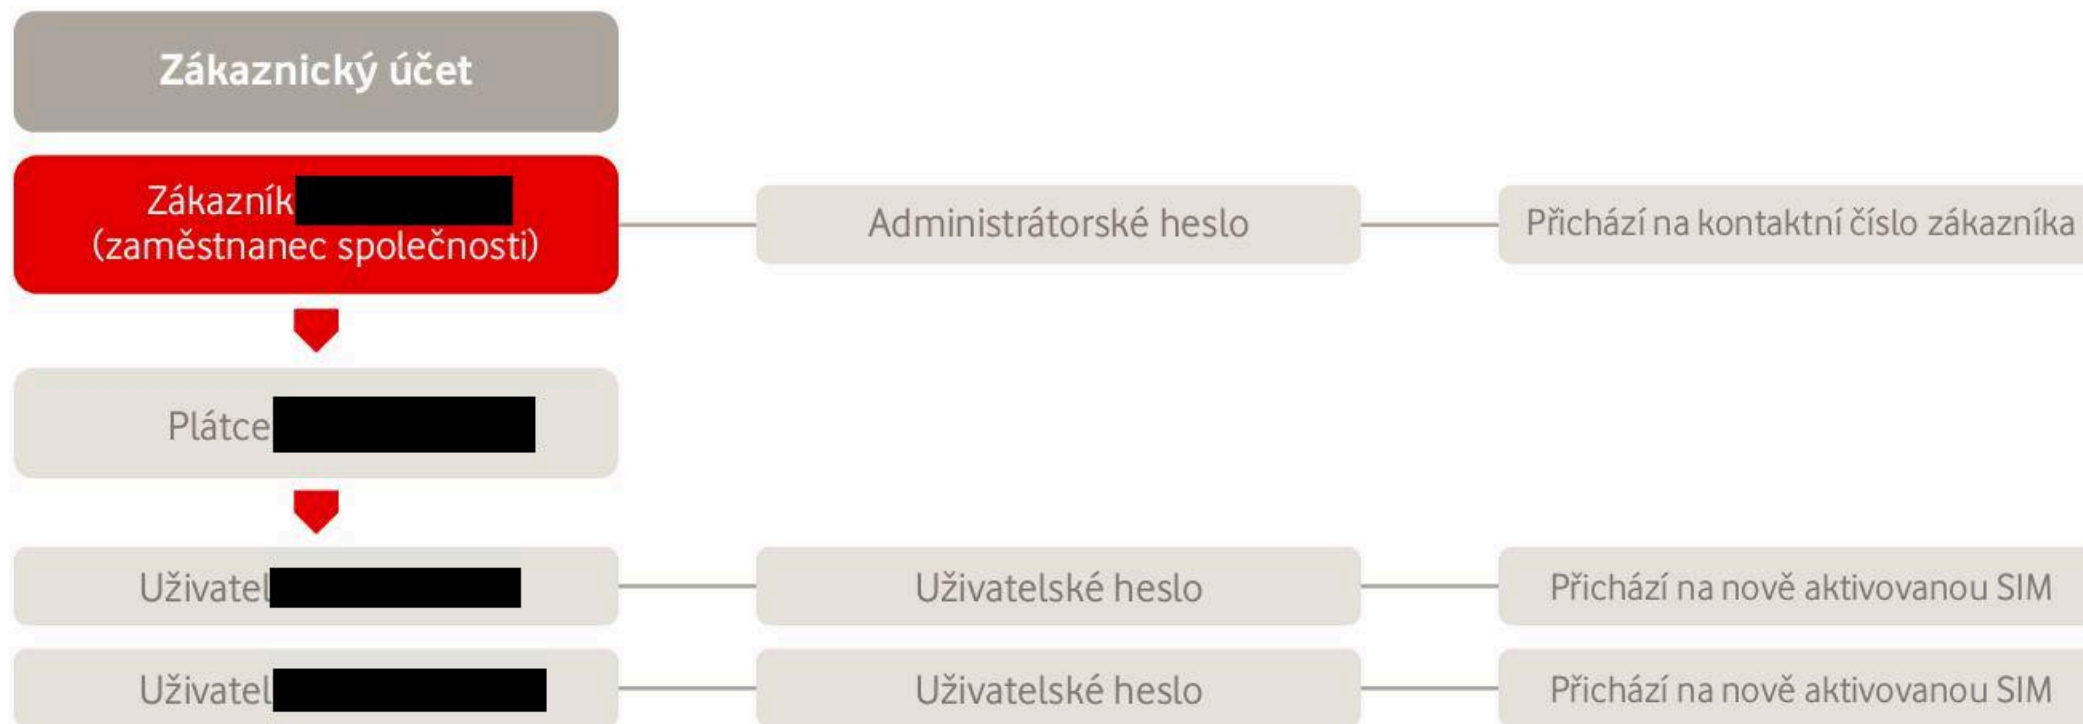 Zákaznický účet
Zákazník
(zaměstnanec společnosti)
Administrátorské heslo
Přichází na kontaktní číslo zákazníka
Plátce
Uživatel
Uživatelské heslo
Přichází na nově aktivovanou SIM
Uživatel
Uživatelské heslo
Přichází na nově aktivovanou SIM